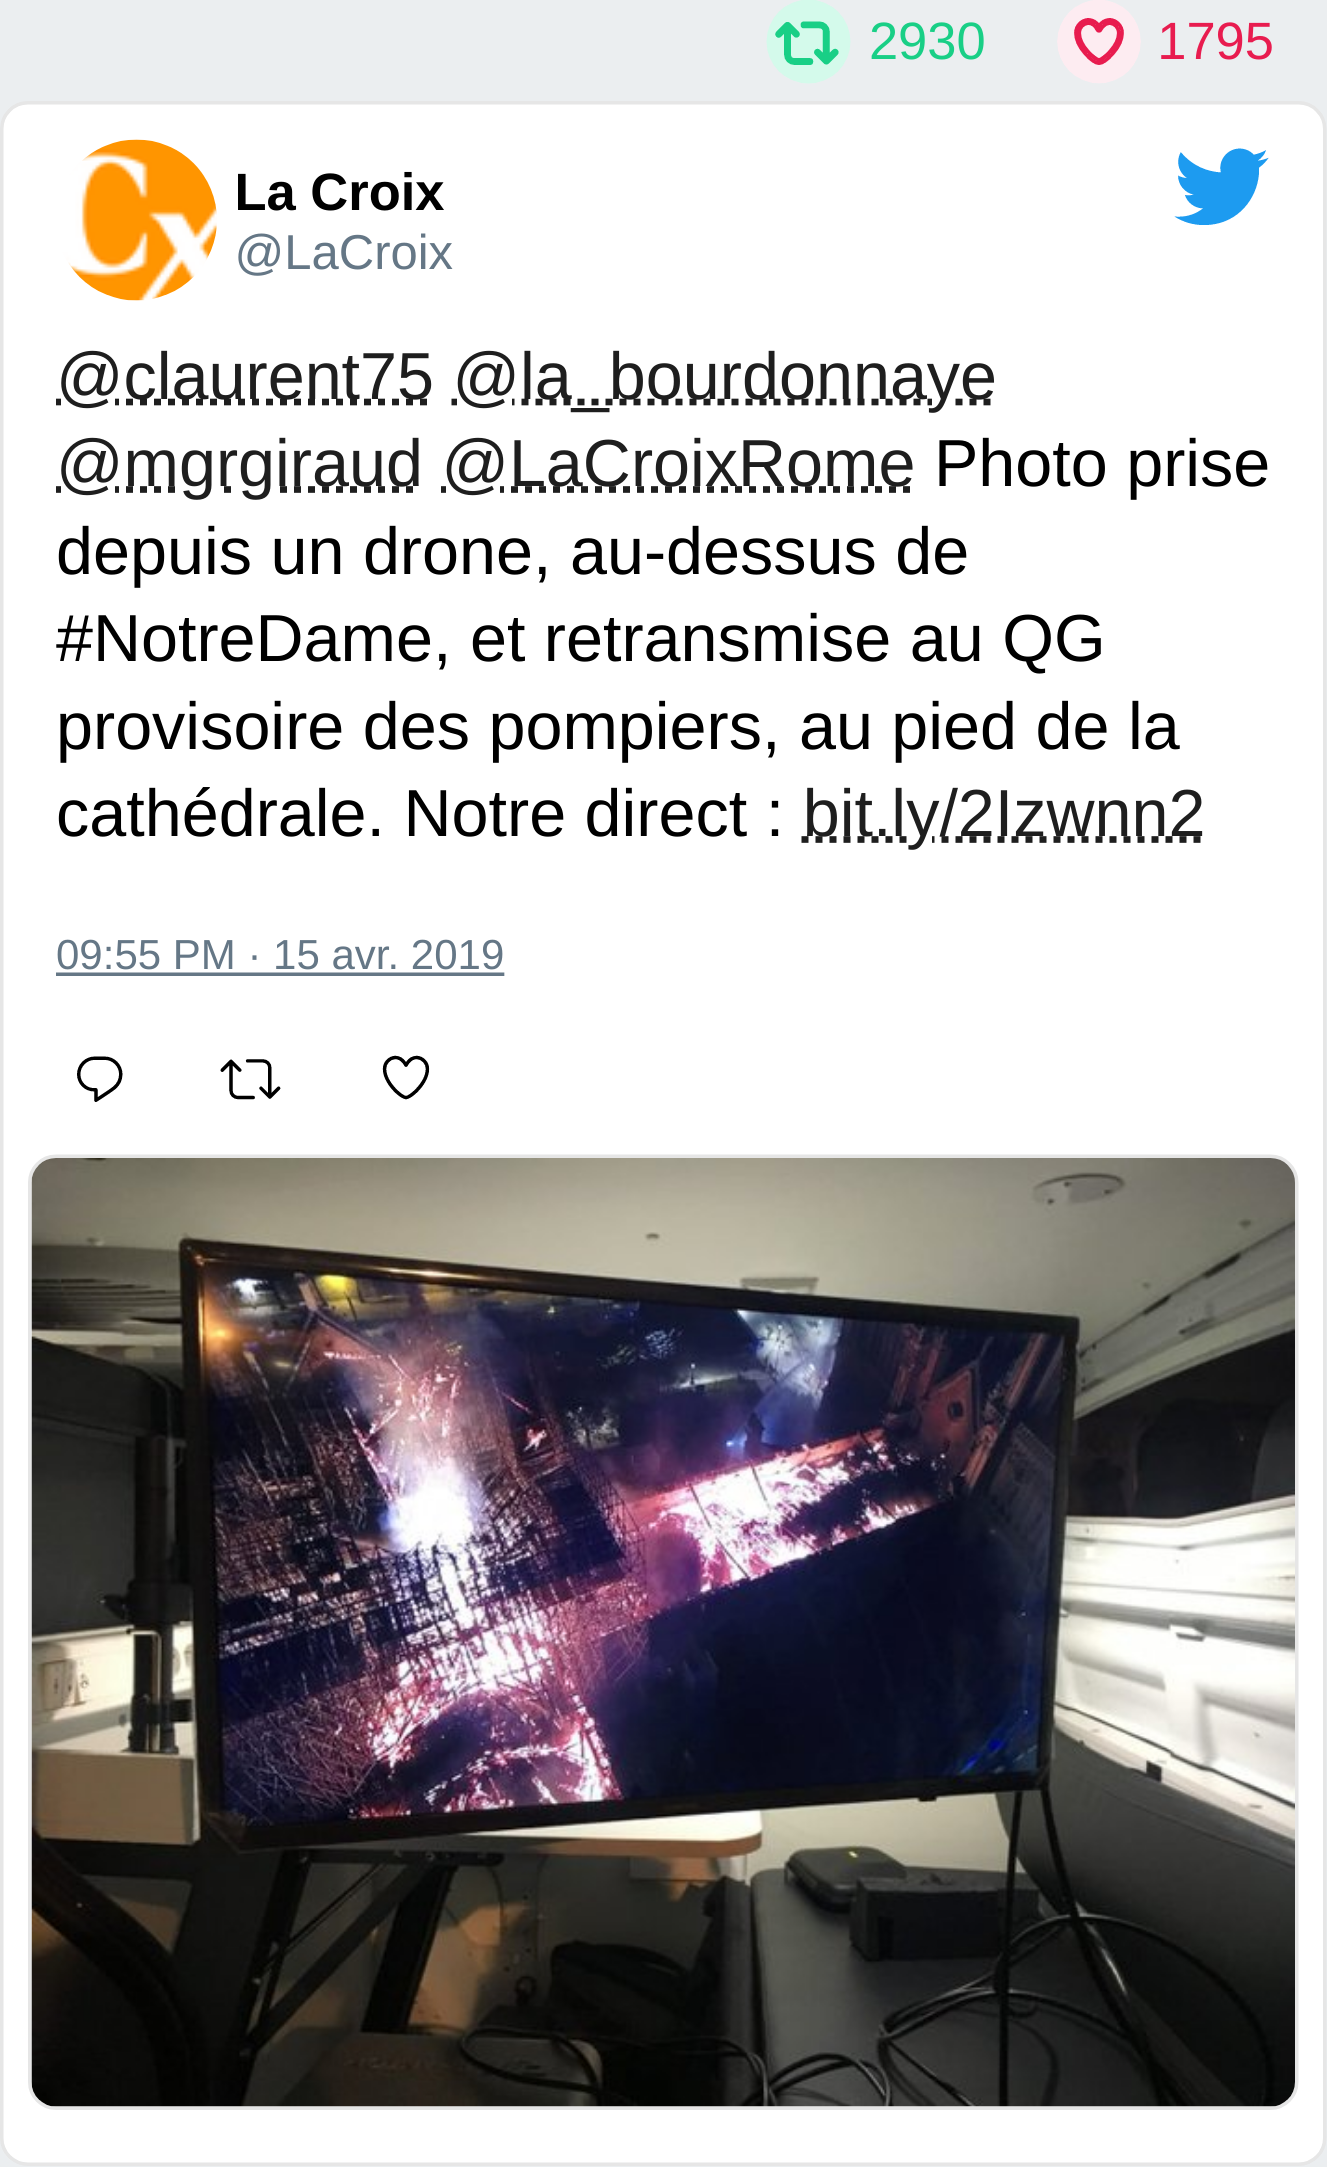 2930 1795
Cx
La Croix
@LaCroix
@claurent75 @la_bourdonnaye
@mgrgiraud @LaCroixRome Photo prise
depuis un drone, au-dessus de
#NotreDame, et retransmise au QG
provisoire des pompiers, au pied de la
cathédrale. Notre direct : bit.ly/2Izwnn2
09:55 PM · 15 avr. 2019